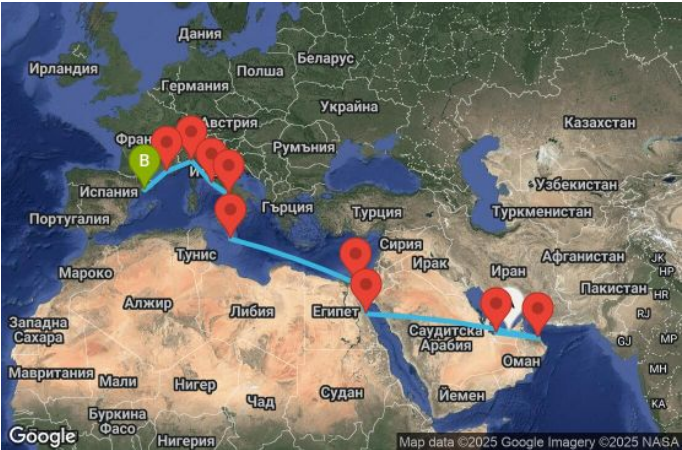 Дания
Ирландия
Беларус
Полша
Германия
Украйна
Австрия
Казахстан
Фран
Румъния
И
B
Испания
Узбекистан
Гърция
Турция
Туркменистан
Португалия
Сирия
Тунис
Афганистан
JK
Мароко
Ирак
Иран
HP
Пакистан
HR
Алжир
Либия
Египет
RJ
Западна
Сахара
Саудитска
Арабия
GJ
MP
Оман
Мавритания
Мали
Нигер
MH
Чад
Судан
Йемен
KA
Буркина
Фасо
Нигерия
Google
Map data ©2025 Google Imagery ©2025 NASA